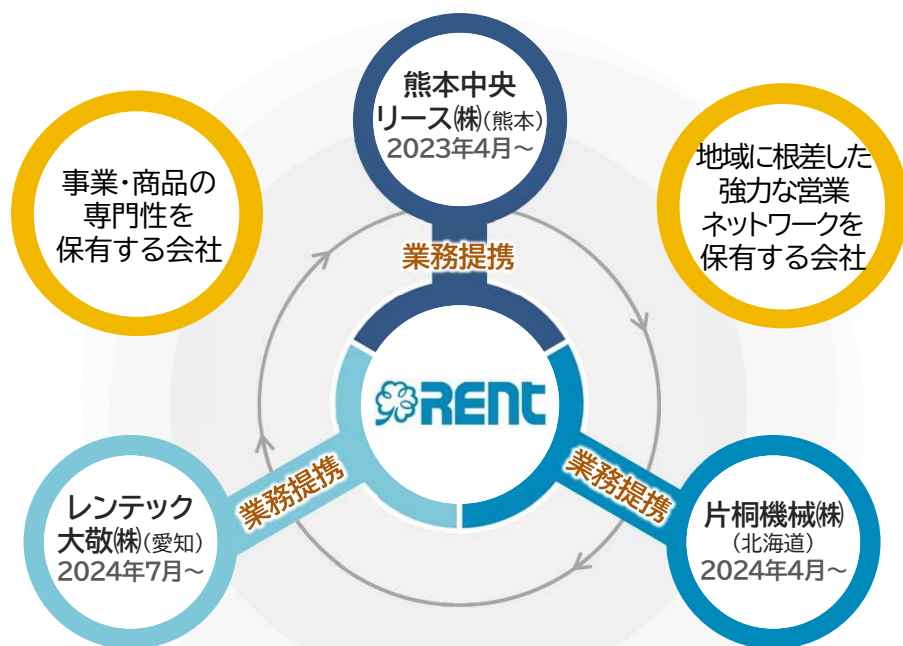 熊本中央
リース㈱(熊本)
2023年4月～
事業・商品の
専門性を
保有する会社
地域に根差した
強力な営業
ネットワークを
保有する会社
業務提携
RENT
業務提携
業務提携
レンテック
大敬㈱(愛知)
2024年7月～
片桐機械㈱
(北海道)
2024年4月～